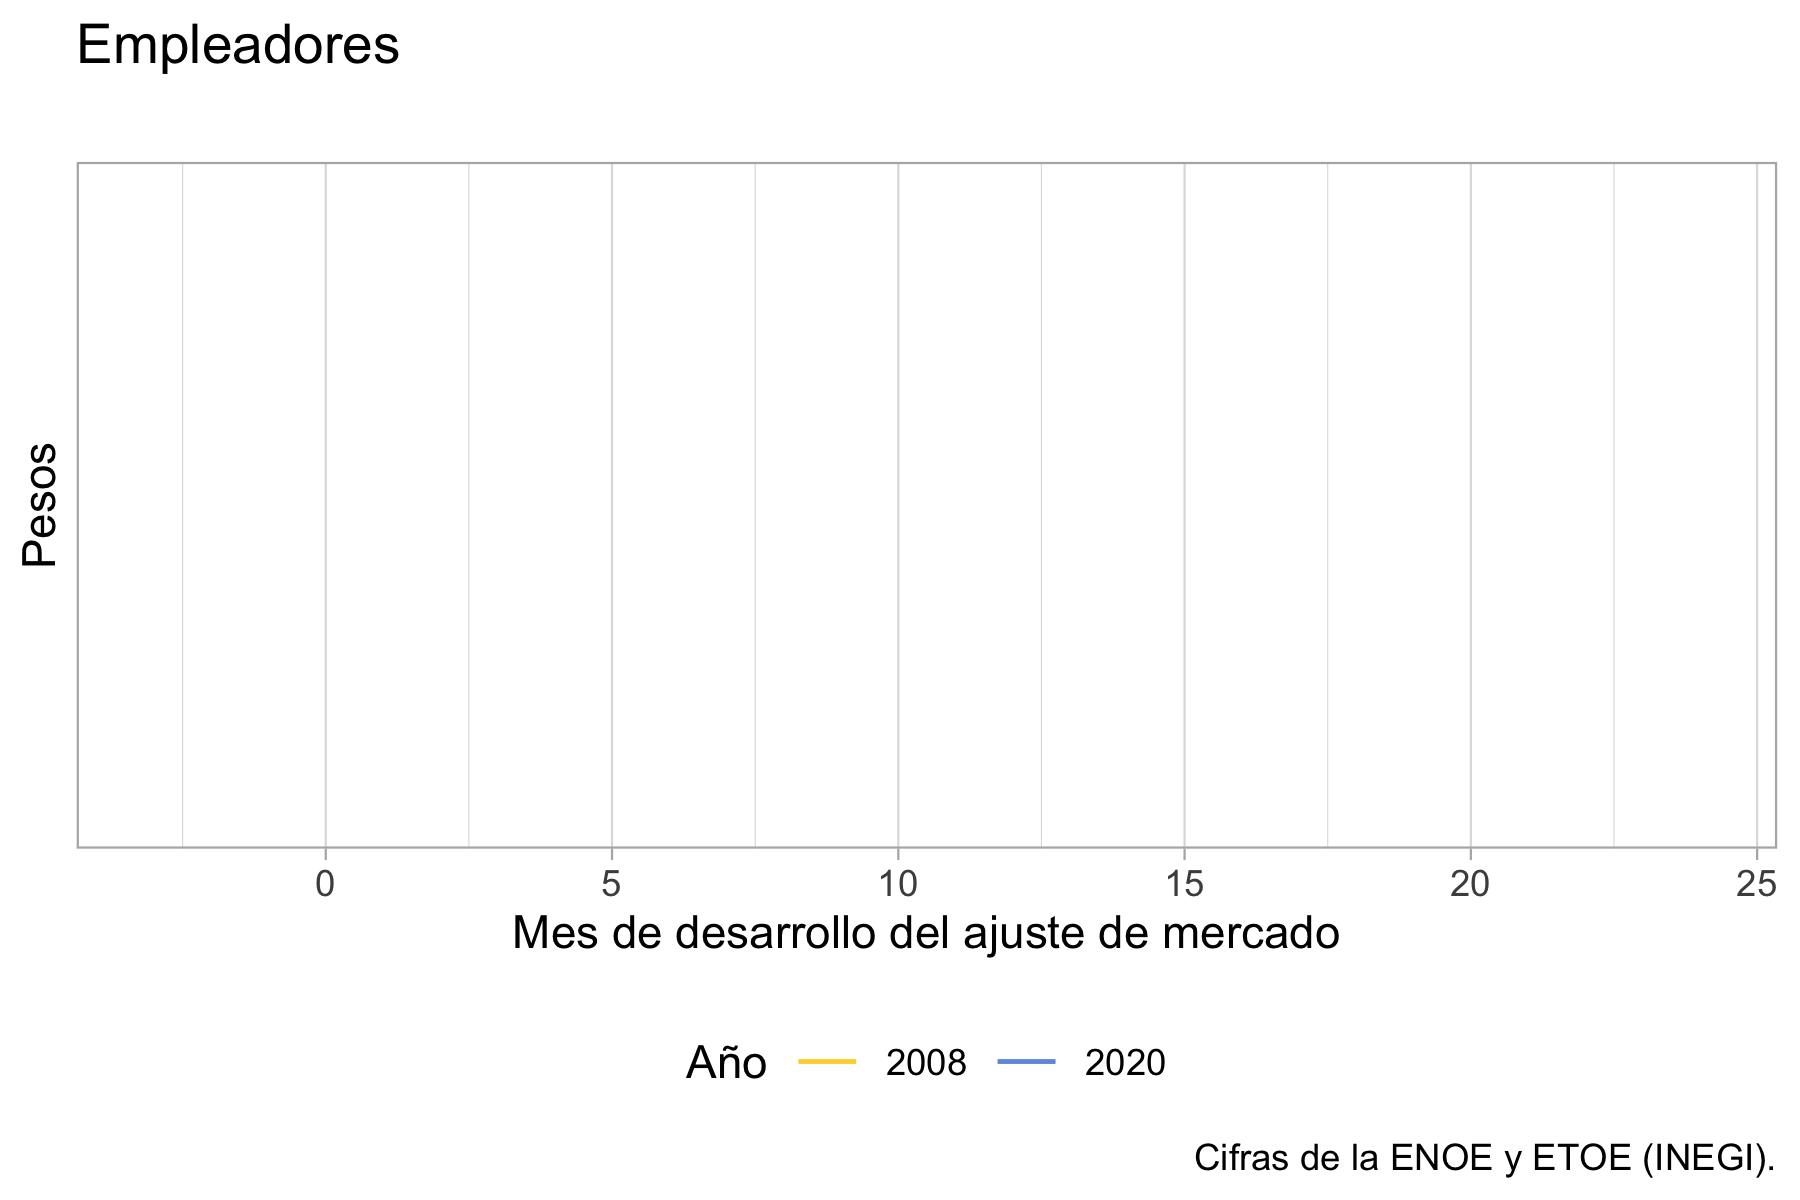 Empleadores
Pesos
0 5 10 15 20 25
Mes de desarrollo del ajuste de mercado
Año 2008 2020
Cifras de la ENOE y ETOE (INEGI).